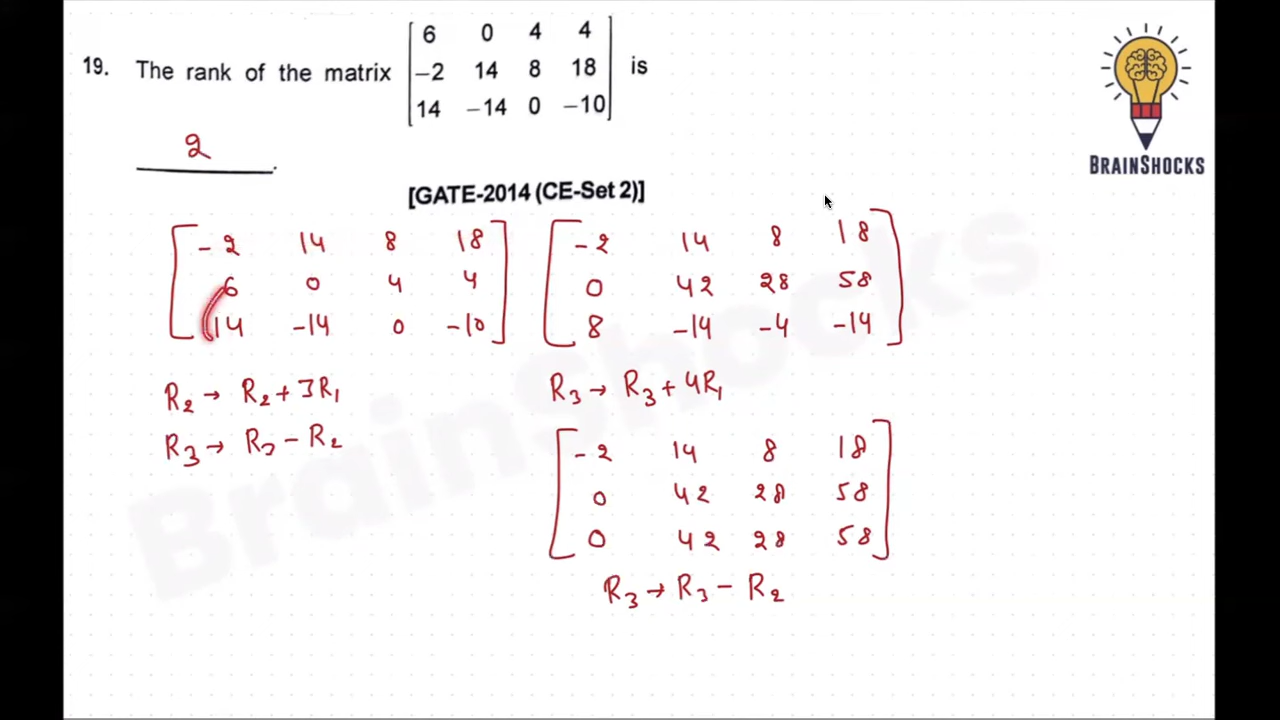 19. The rank of the matrix [6 0 4 4
-2 14 8 18
14 -14 0 -10] is
2
[GATE-2014 (CE-Set 2)]
BRAINSHOCKS
-2 14 8 18
6 0 4 4
14 -14 0 -10
R₂ → R₂ + 3R₁
R₃ → R₃ - R₂
-2 14 8 18
0 42 28 58
8 -14 -4 -14
R₃ → R₃ + 4R₁
-2 14 8 18
0 42 28 58
0 42 28 58
R₃ → R₃ - R₂
BrainShocks